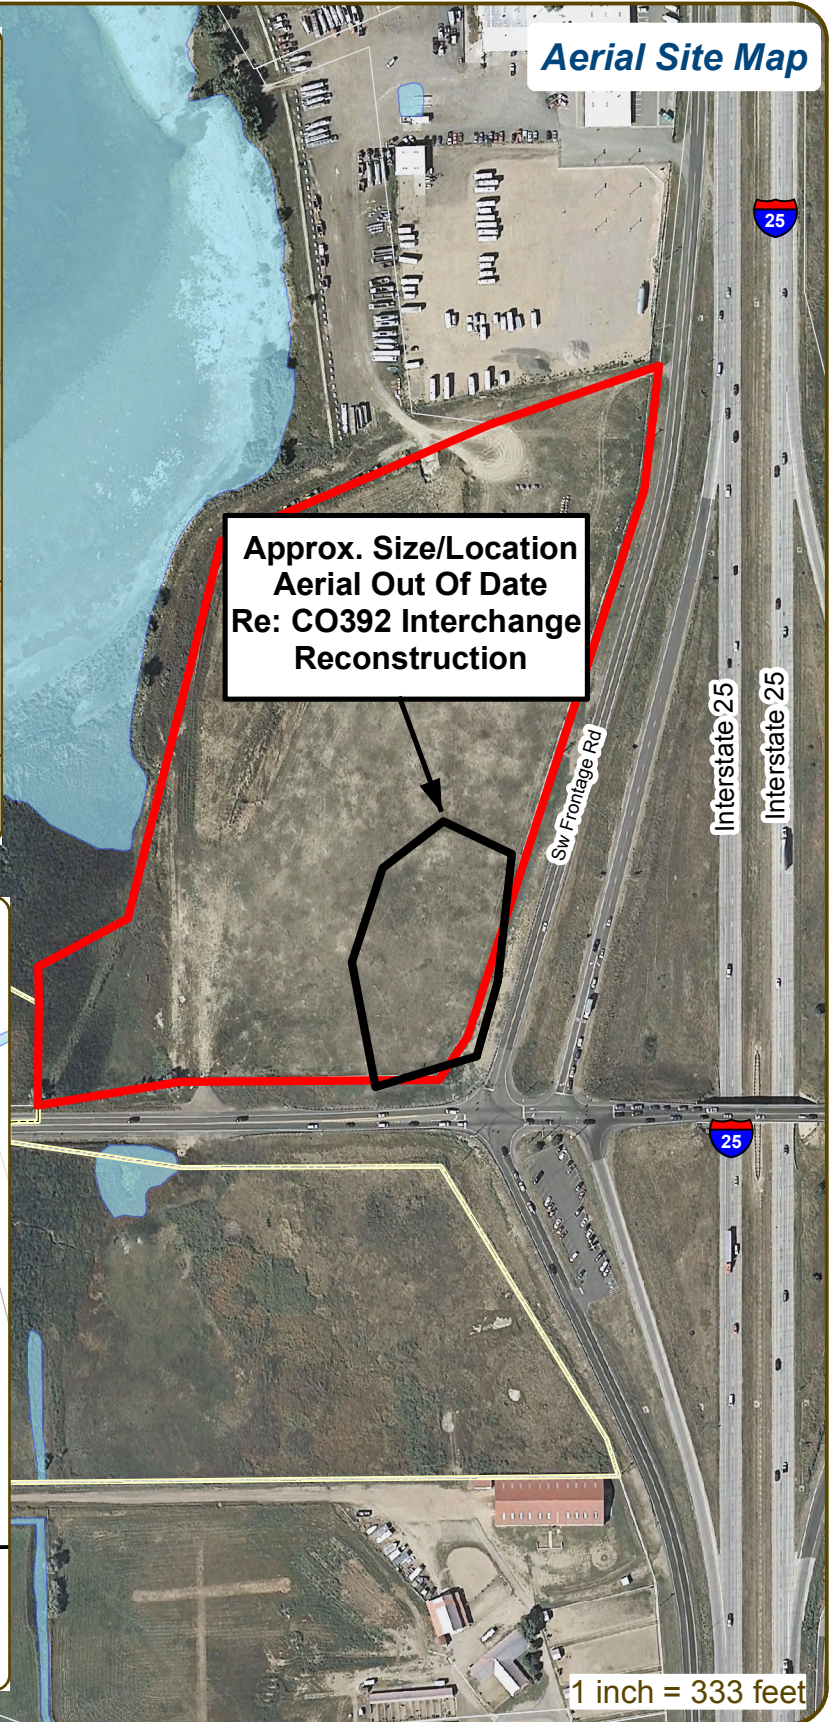 Aerial Site Map
25
Approx. Size/Location
Aerial Out Of Date
Re: CO392 Interchange
Reconstruction
Interstate 25
Interstate 25
Sw Frontage Rd
25
1 inch = 333 feet